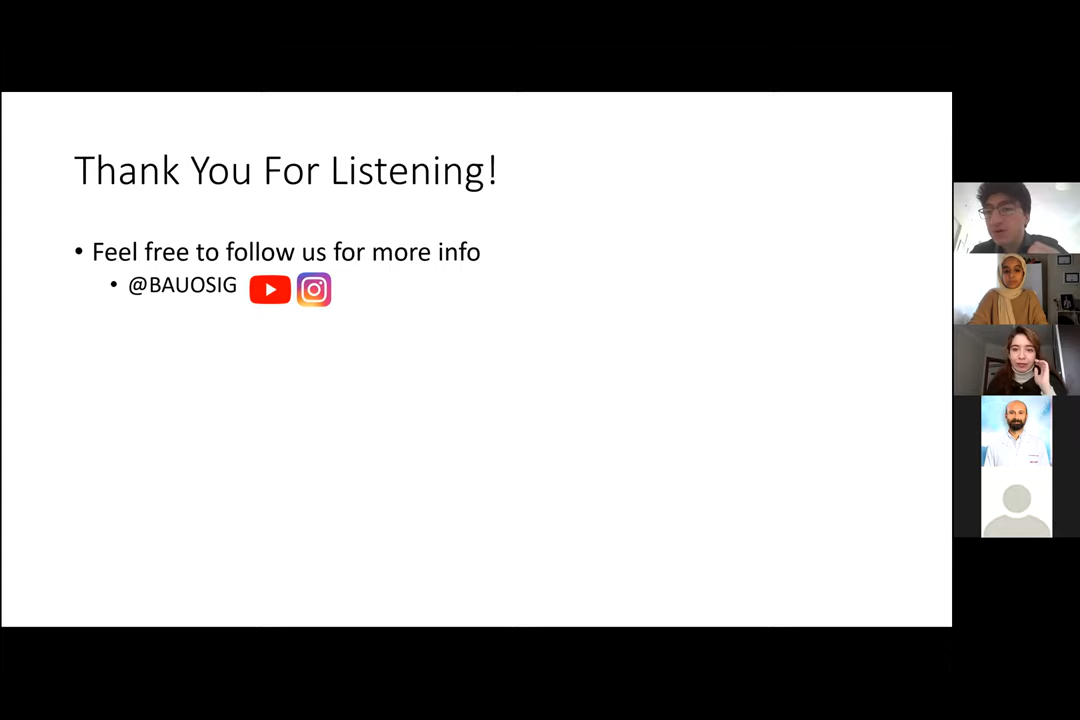 Thank You For Listening!
• Feel free to follow us for more info
• @BAUOSIG